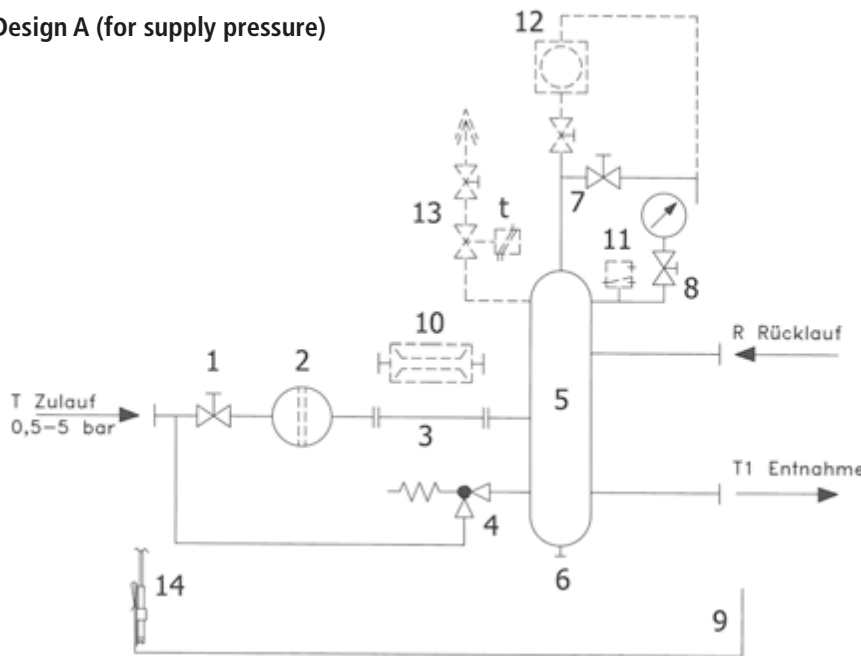 Design A (for supply pressure)
12
13
t
7
11
8
10
1
2
R Rücklauf
T Zulauf
0,5–5 bar
3
5
T1 Entnahme
4
6
14
9